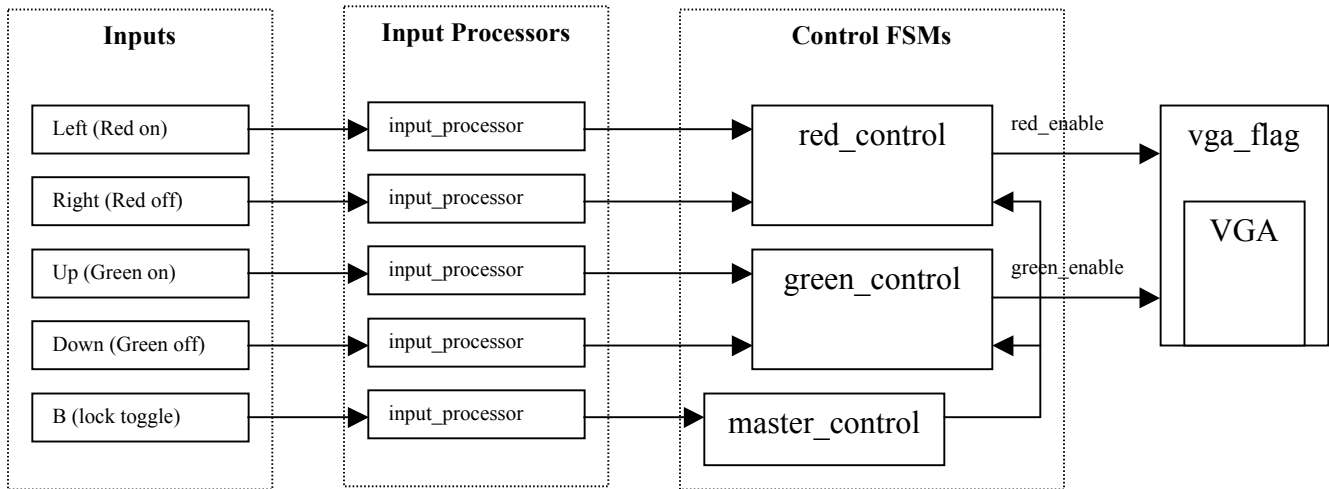 Inputs
Input Processors
Control FSMs
Left (Red on)
input_processor
red_control
red_enable
vga_flag
Right (Red off)
input_processor
VGA
Up (Green on)
input_processor
green_control
green_enable
Down (Green off)
input_processor
B (lock toggle)
input_processor
master_control